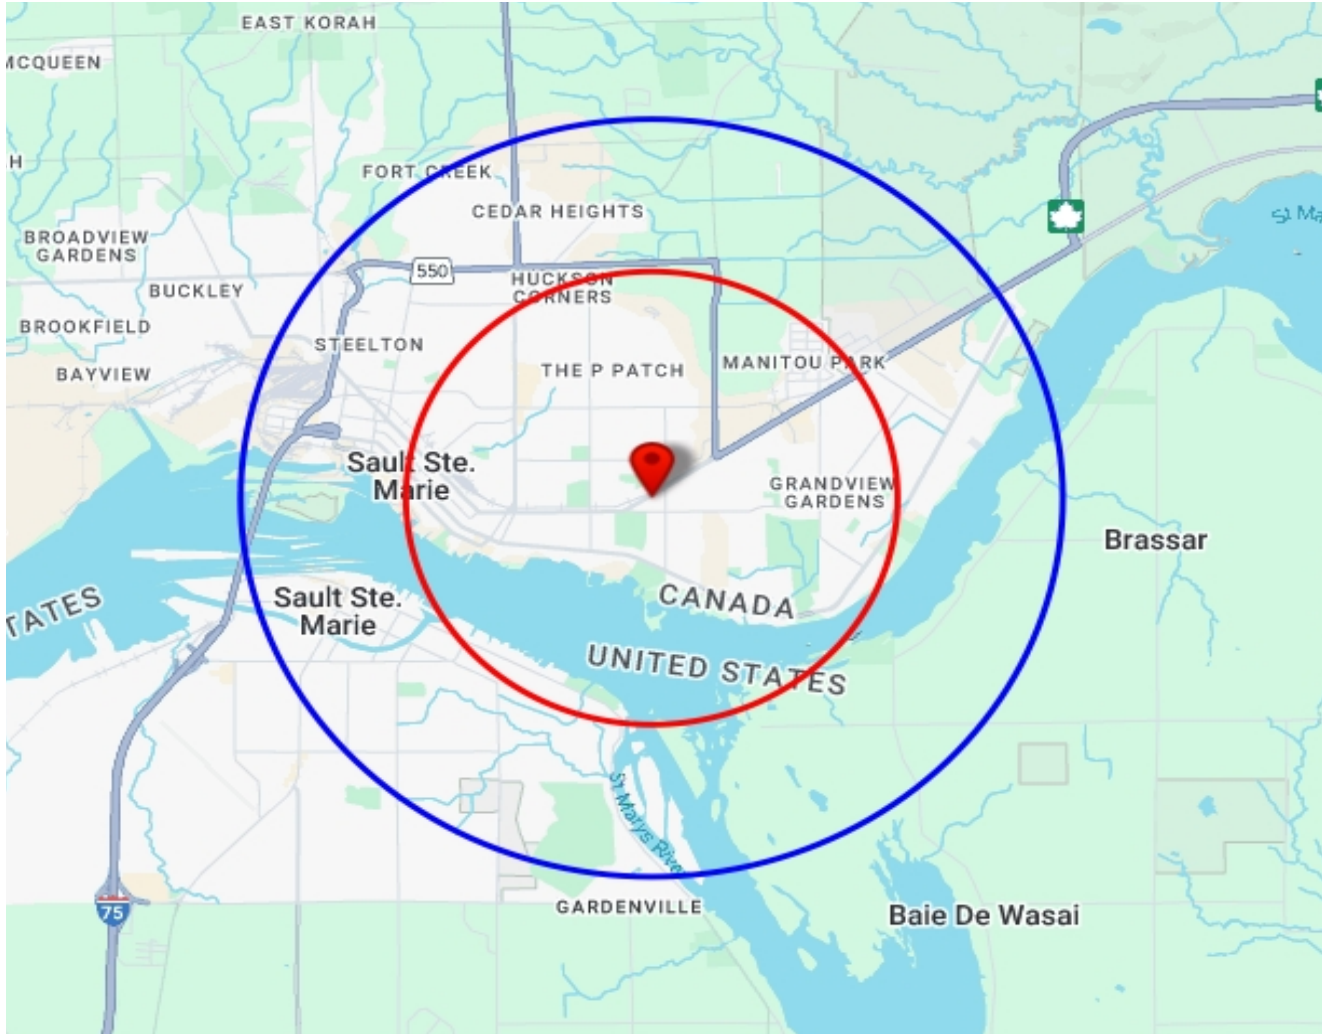 EAST KORAH
MCQUEEN
H
FORT CREEK
CEDAR HEIGHTS
St Ma
BROADVIEW
GARDENS
550
HUCKSON
CORNERS
BUCKLEY
BROOKFIELD
STEELTON
BAYVIEW
THE P PATCH
MANITOU PARK
Sault Ste.
Marie
GRANDVIEW
GARDENS
Brassar
CANADA
TATES
Sault Ste.
Marie
UNITED STATES
St Marys River
75
GARDENVILLE
Baie De Wasai